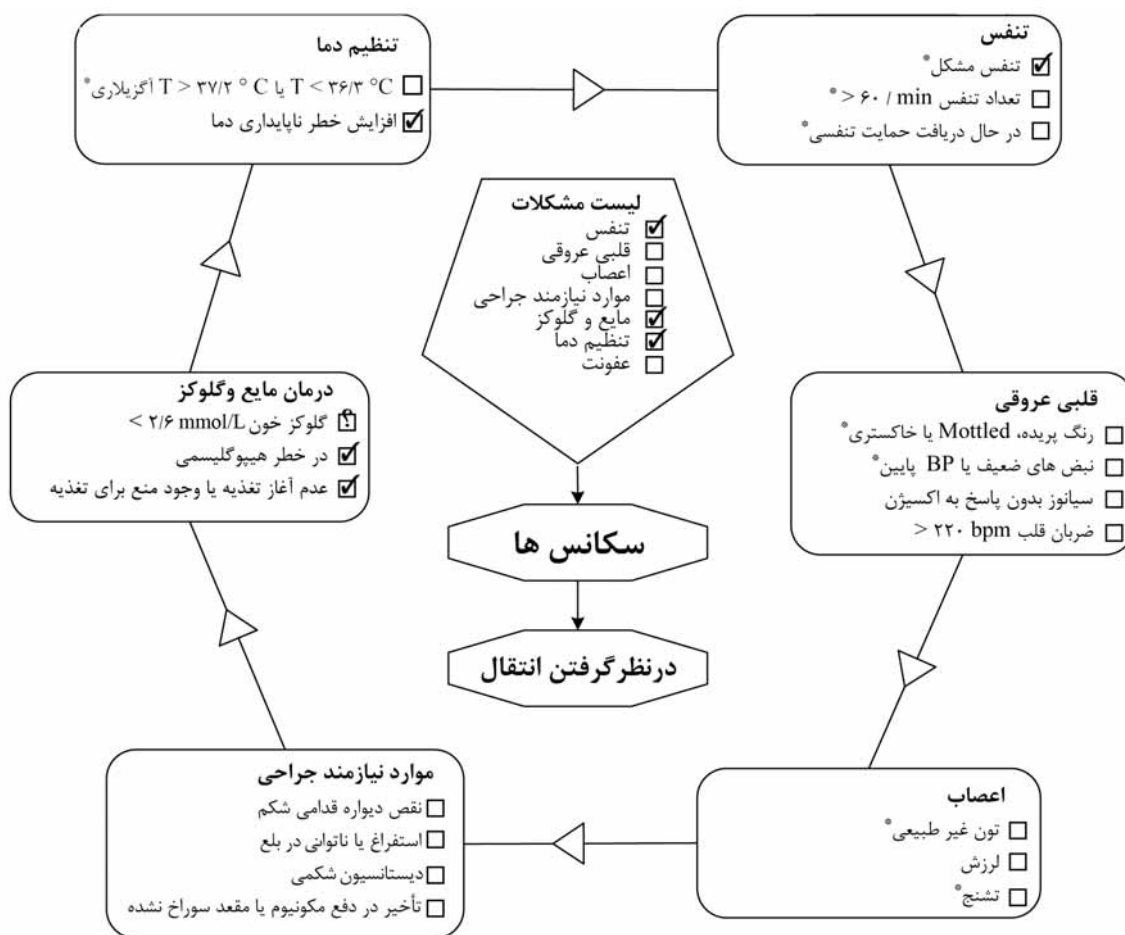 تنفس
تنفس مشکل*
تعداد تنفس min / ۶۰ < *
در حال دریافت حمایت تنفسی*
قلبی عروقی
رنگ پریده، Mottled یا خاکستری*
نبض های ضعیف یا BP پایین*
سیانوز بدون پاسخ به اکسیژن
ضربان قلب ۲۲۰ bpm <
اعصاب
تون غیر طبیعی*
لرزش
تشنج*
موارد نیازمند جراحی
نقص دیواره قدامی شکم
استفراغ یا ناتوانی در بلع
دیستانسیون شکمی
تأخیر در دفع مکونیوم یا مقعد سوراخ نشده
درمان مایع وگلوکز
گلوکز خون ۲/۶ mmol/L >
؟
در خطر هیپوگلیسمی
عدم آغاز تغذیه یا وجود منع برای تغذیه
تنظیم دما
T < ۳۶/۳ °C یا T > ۳۷/۲ ° C آگزیلاری*
افزایش خطر ناپایداری دما
لیست مشکلات
تنفس
قلبی عروقی
اعصاب
موارد نیازمند جراحی
مایع و گلوکز
تنظیم دما
عفونت
سکانس ها
درنظرگرفتن انتقال